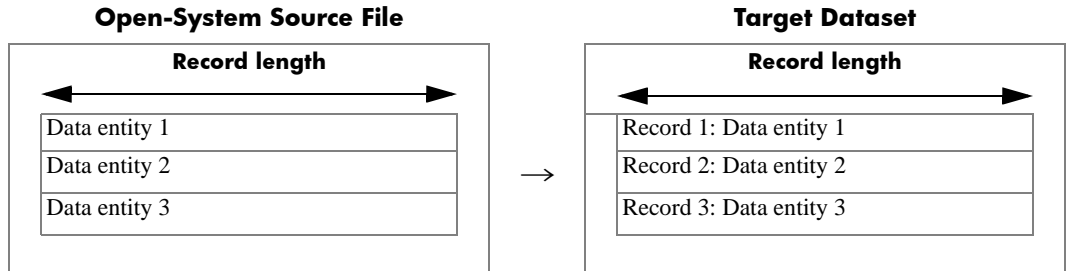 Open-System Source File
Record length
Data entity 1
Data entity 2
Data entity 3
→
Target Dataset
Record length
Record 1: Data entity 1
Record 2: Data entity 2
Record 3: Data entity 3